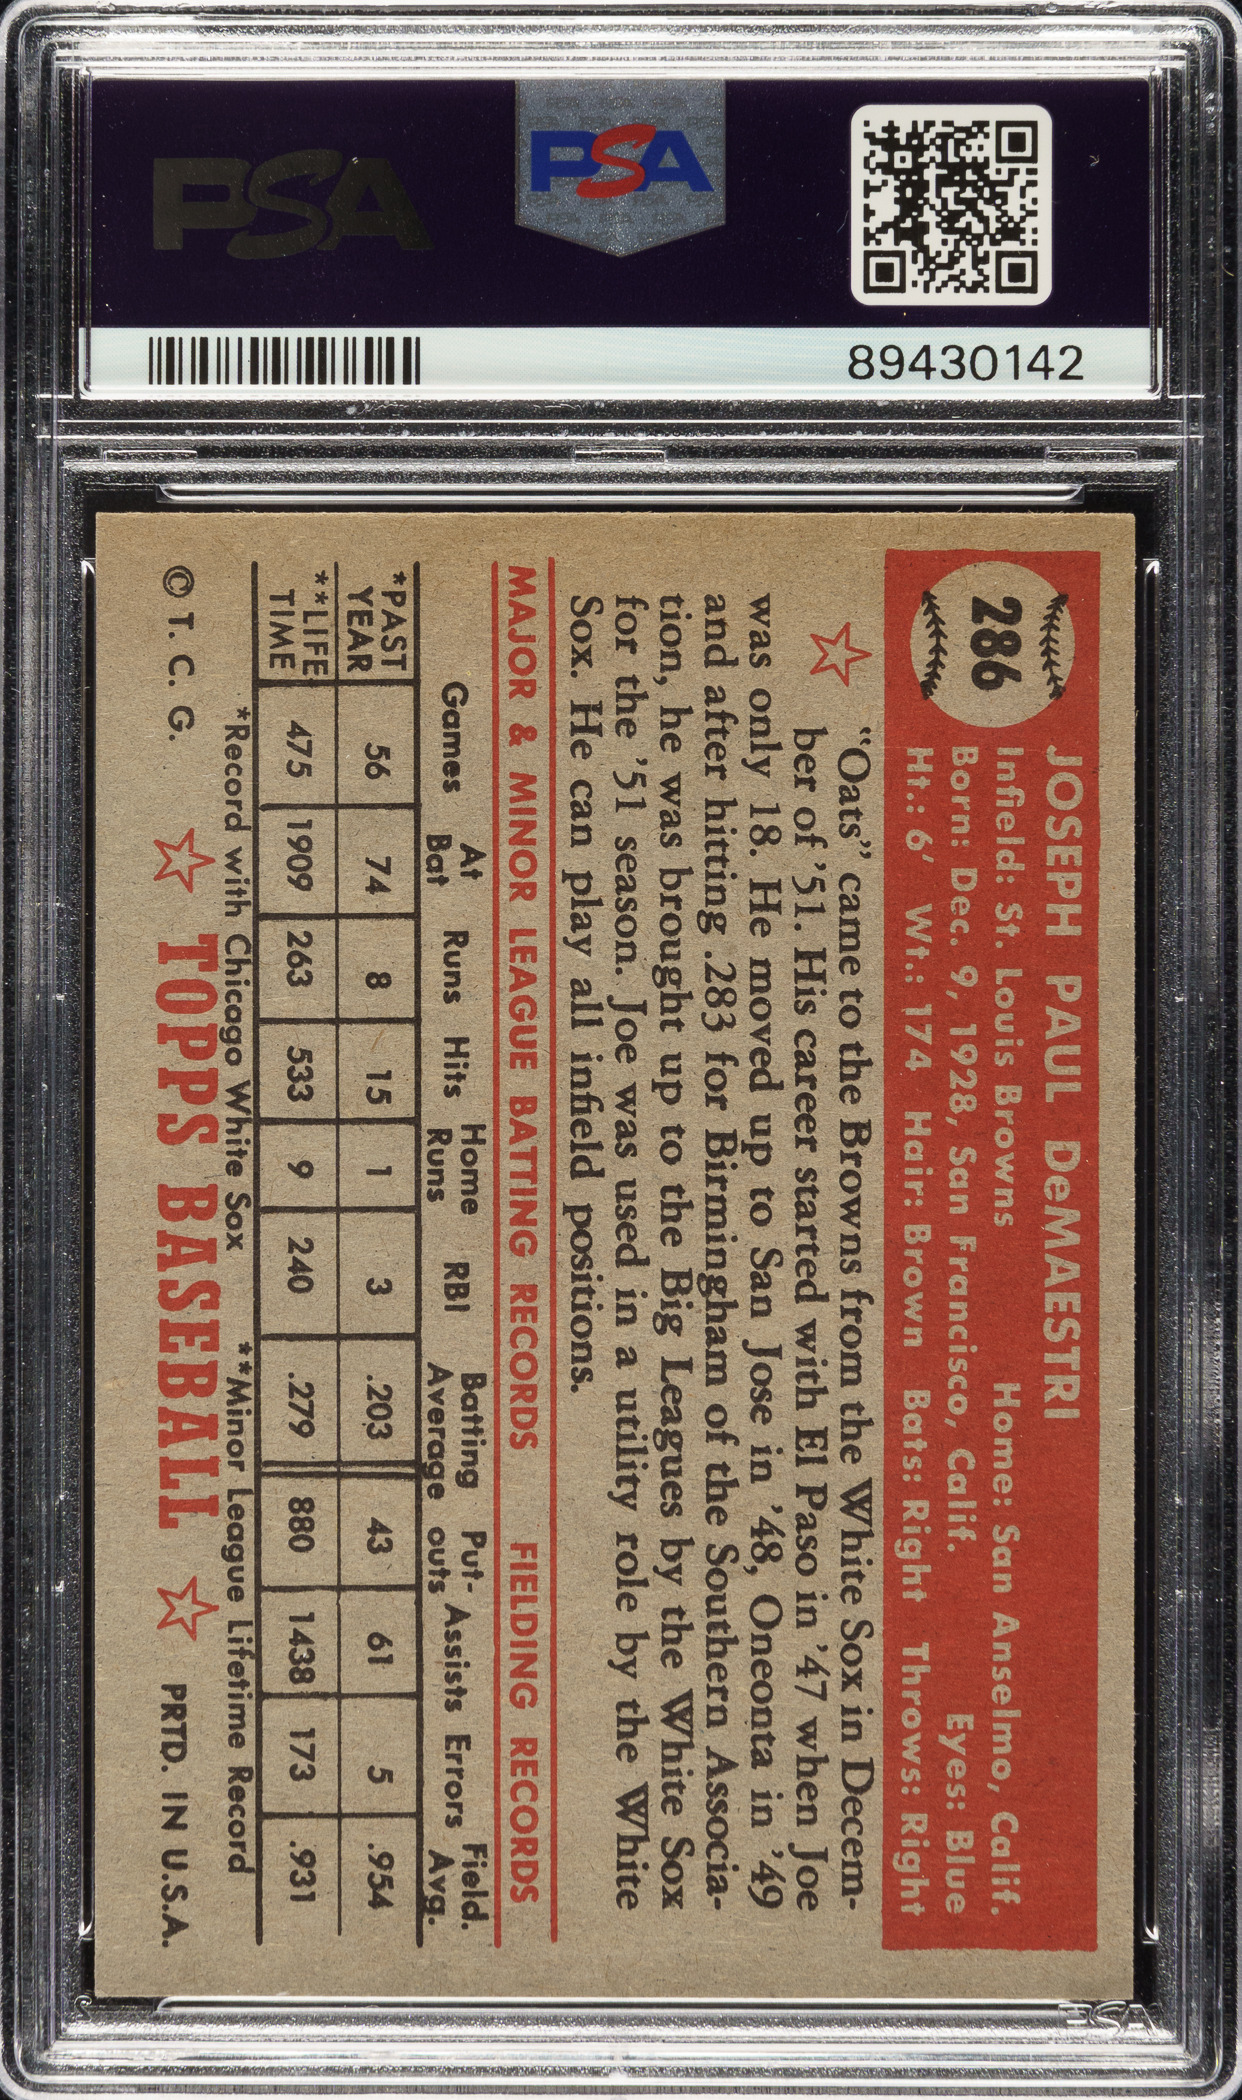 PSA
PSA
89430142
286
JOSEPH PAUL DeMAESTRI
Infield: St. Louis Browns Home: San Anselmo, Calif.
Born: Dec. 9, 1928, San Francisco, Calif. Eyes: Blue
Ht.: 6′ Wt.: 174 Hair: Brown Bats: Right Throws: Right
"Oats" came to the Browns from the White Sox in Decem-
ber of '51. His career started with El Paso in '47 when Joe
was only 18. He moved up to San Jose in '48, Oneonta in '49
and after hitting .283 for Birmingham of the Southern Associa-
tion, he was brought up to the Big Leagues by the White Sox
for the '51 season. Joe was used in a utility role by the White
Sox. He can play all infield positions.
MAJOR & MINOR LEAGUE BATTING RECORDS FIELDING RECORDS
Games At Bat Runs Hits Home Runs RBI Batting Average Put-outs Assists Errors Field. Avg.
*PAST YEAR 56 74 8 15 1 3 .203 43 61 5 .954
**LIFE TIME 475 1909 263 533 9 240 .279 880 1438 173 .931
*Record with Chicago White Sox **Minor League Lifetime Record
© T. C. G. TOPPS BASEBALL PRTD. IN U.S.A.
PSA